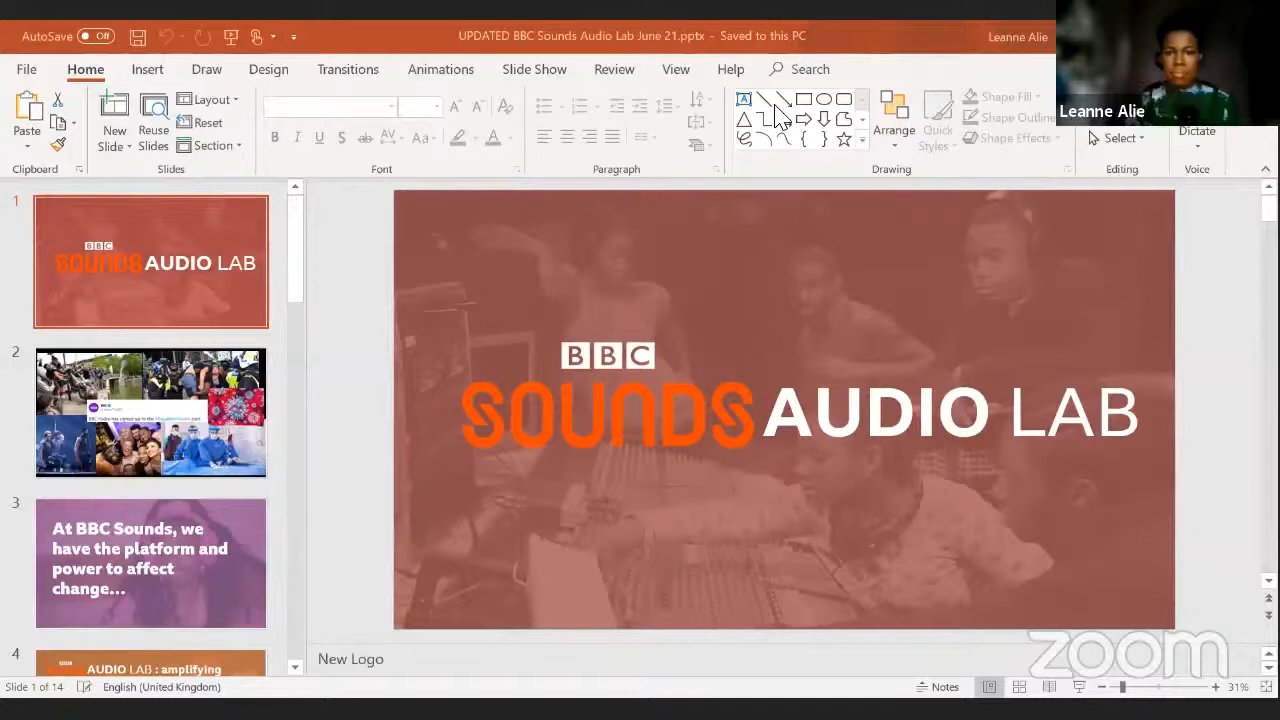 AutoSave Off
UPDATED BBC Sounds Audio Lab June 21.pptx - Saved to this PC
Leanne Alie
Leanne Alie
File Home Insert Draw Design Transitions Animations Slide Show Review View Help Search
Paste
New Slide
Reuse Slides
Layout
Reset
Section
B I U S
Aa
Arrange
Quick Styles
Shape Fill
Shape Outline
Shape Effects
Select
Dictate
Clipboard Slides Font Paragraph Drawing Editing Voice
1
BBC
SOUNDS AUDIO LAB
2
3
At BBC Sounds, we
have the platform and
power to affect
change...
4
AUDIO LAB : amplifying
BBC
SOUNDS AUDIO LAB
New Logo
zoom
Slide 1 of 14 English (United Kingdom) Notes 31%